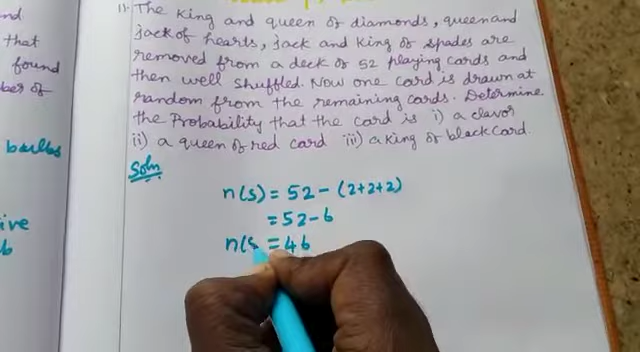 nd
that
found
ber of
bulbs
ive
6
11. The king and queen of diamonds, queen and
jack of hearts, jack and king of spades are
removed from a deck of 52 playing cards and
then well shuffled. Now one card is drawn at
random from the remaining cards. Determine
the Probability that the card is i) a clavor
ii) a queen of red card iii) a king of black card.
Soln
n(S) = 52 - (2+2+2)
= 52 - 6
n(S = 46